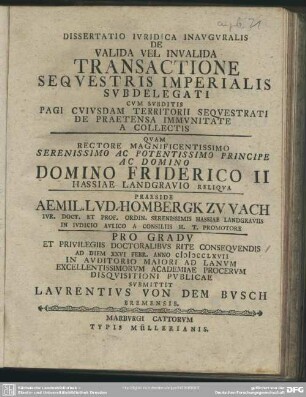 DISSERTATIO IVRIDICA INAVGVRALIS
DE
VALIDA VEL INVALIDA
TRANSACTIONE
SEQVESTRIS IMPERIALIS
SVBDELEGATI
CVM SVBDITIS
PAGI CVIVSDAM TERRITORII SEQVESTRATI
DE PRAETENSA IMMVNITATE
A COLLECTIS
QVAM
RECTORE MAGNIFICENTISSIMO
SERENISSIMO AC POTENTISSIMO PRINCIPE
AC DOMINO
DOMINO FRIDERICO II
HASSIAE LANDGRAVIO RELIQVA
PRAESIDE
AEMIL. LVD. HOMBERGK ZV VACH
IVR. DOCT. ET PROF. ORDIN. SERENISSIMIS HASSIAE LANDGRAVIIS
IN IVDICIO AVLICO A CONSILIIS H. T. PROMOTORE
PRO GRADV
ET PRIVILEGIIS DOCTORALIBVS RITE CONSEQVENDIS
AD DIEM XXVI FEBR. ANNO CIƆIƆCCLXVII
IN AVDITORIO MAIORI AD LANVM
EXCELLENTISSIMORVM ACADEMIAE PROCERVM
DISQVISITIONI PVBLICAE
SVBMITTIT
LAVRENTIVS VON DEM BVSCH
BREMENSIS.
MARBVRGI CATTORVM
TYPIS MÜLLERIANIS.